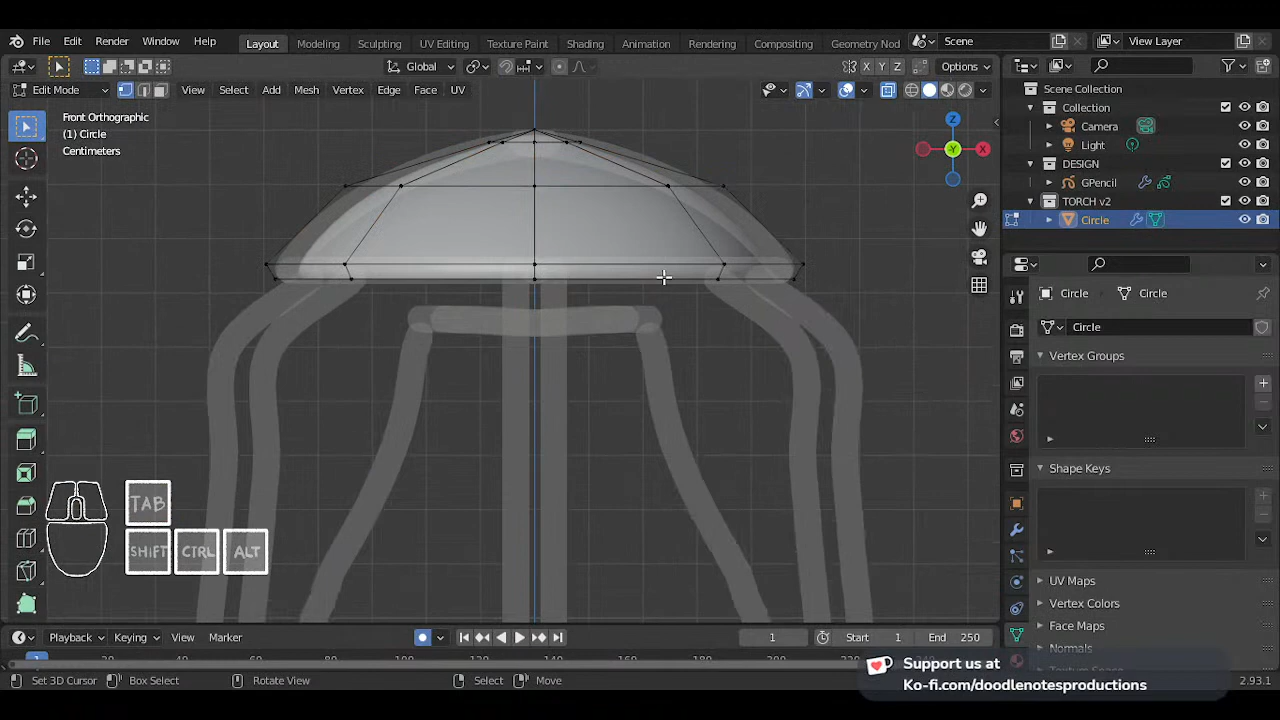 File Edit Render Window Help Layout Modeling Sculpting UV Editing Texture Paint Shading Animation Rendering Compositing Geometry Nod Scene View Layer
Global X Y Z Options
Edit Mode View Select Add Mesh Vertex Edge Face UV
Front Orthographic
(1) Circle
Centimeters
Z
Y
X
Scene Collection
Collection
Camera
Light
DESIGN
GPencil
TORCH v2
Circle
Circle Circle
Circle
Vertex Groups
Shape Keys
UV Maps
Vertex Colors
Face Maps
Normals
TAB
SHIFT CTRL ALT
Playback Keying View Marker 1 Start 1 End 250
1
Support us at
Ko-fi.com/doodlenotesproductions
Set 3D Cursor Box Select Rotate View Select Move 2.93.1